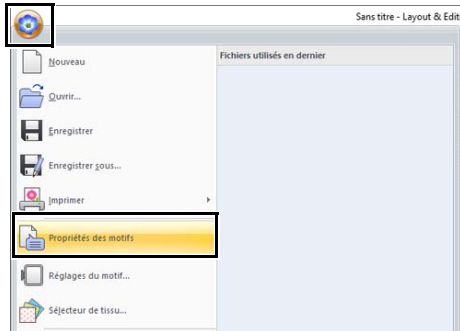 Sans titre - Layout & Edit
Nouveau
Fichiers utilisés en dernier
Ouvrir...
Enregistrer
Enregistrer sous...
Imprimer
Propriétés des motifs
Réglages du motif...
Sélecteur de tissu...